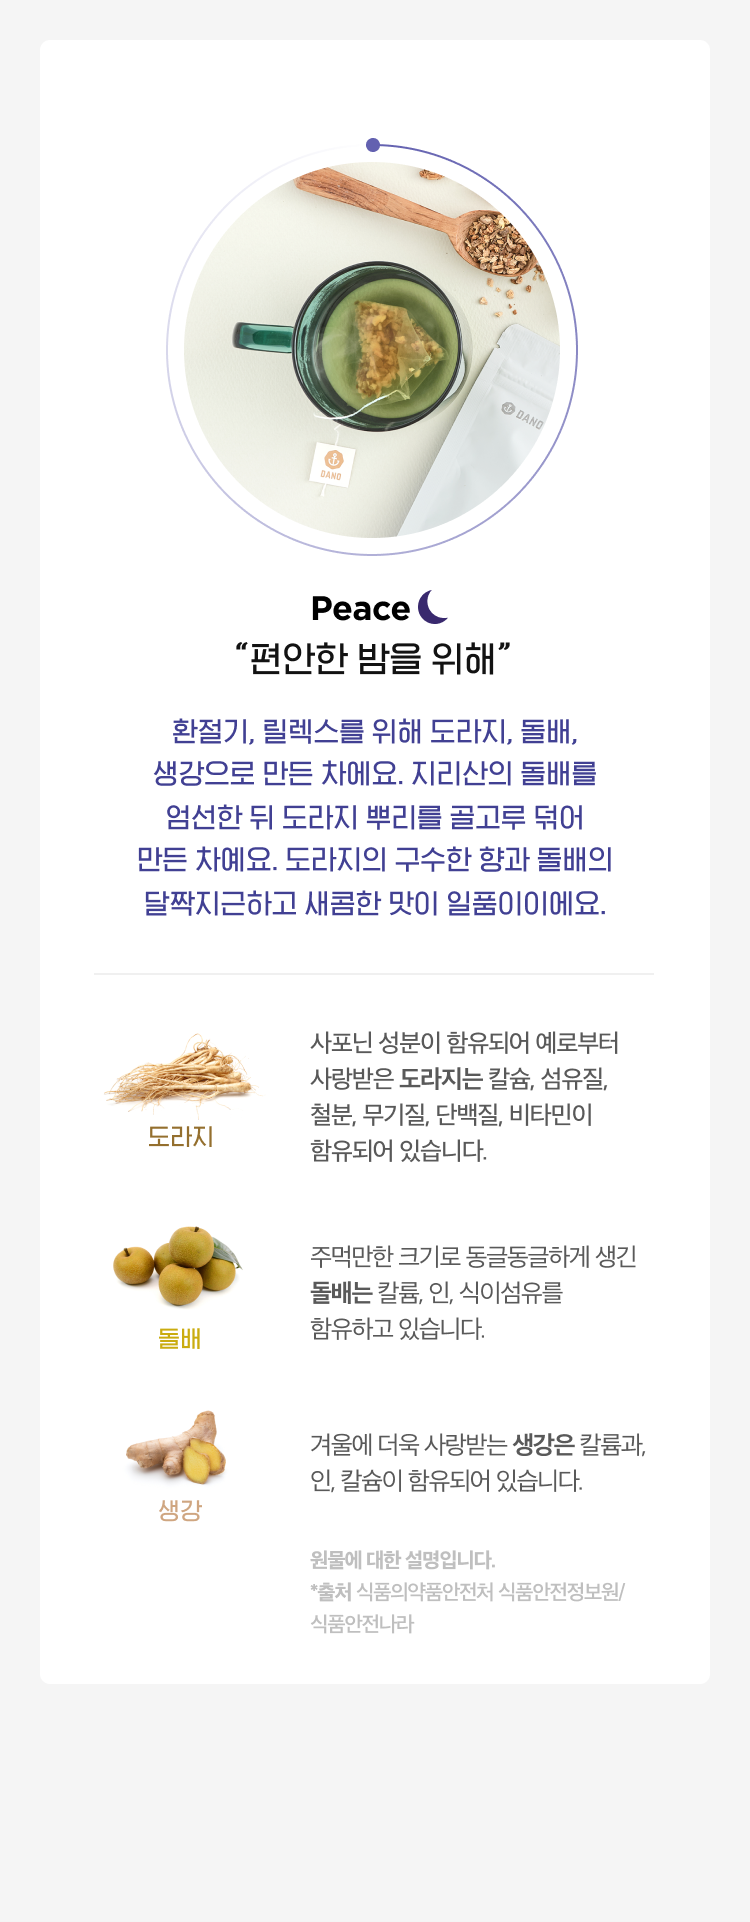 DANO
DANO
Peace
“편안한 밤을 위해”
환절기, 릴렉스를 위해 도라지, 돌배,
생강으로 만든 차에요. 지리산의 돌배를
엄선한 뒤 도라지 뿌리를 골고루 덖어
만든 차예요. 도라지의 구수한 향과 돌배의
달짝지근하고 새콤한 맛이 일품이이에요.
사포닌 성분이 함유되어 예로부터
사랑받은 도라지는 칼슘, 섬유질,
철분, 무기질, 단백질, 비타민이
함유되어 있습니다.
도라지
주먹만한 크기로 동글동글하게 생긴
돌배는 칼륨, 인, 식이섬유를
함유하고 있습니다.
돌배
겨울에 더욱 사랑받는 생강은 칼륨과,
인, 칼슘이 함유되어 있습니다.
생강
원물에 대한 설명입니다.
*출처 식품의약품안전처 식품안전정보원/
식품안전나라